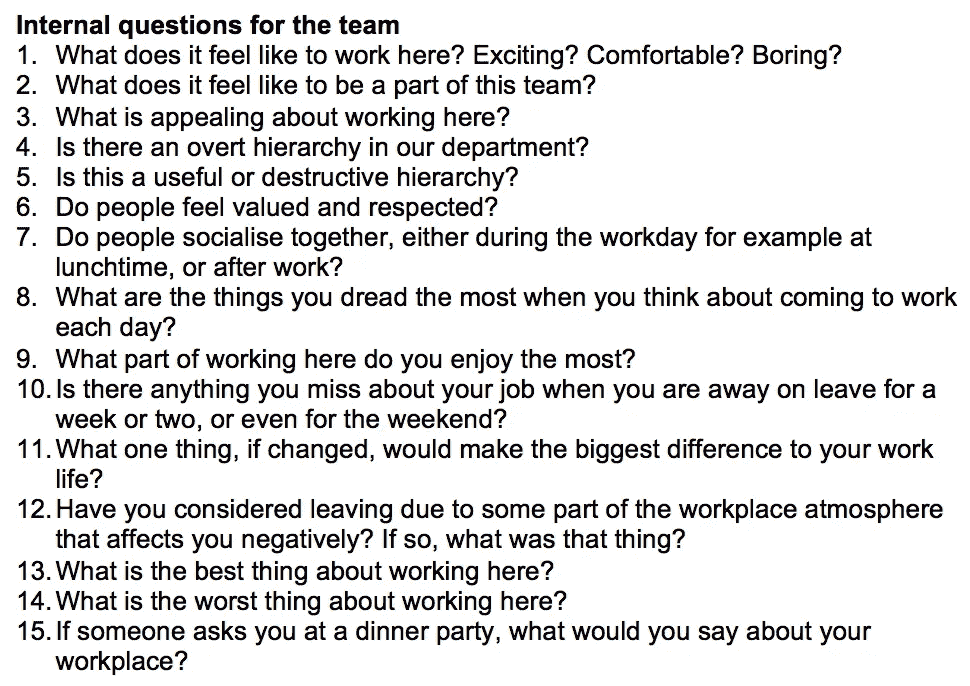 Internal questions for the team
1. What does it feel like to work here? Exciting? Comfortable? Boring?
2. What does it feel like to be a part of this team?
3. What is appealing about working here?
4. Is there an overt hierarchy in our department?
5. Is this a useful or destructive hierarchy?
6. Do people feel valued and respected?
7. Do people socialise together, either during the workday for example at
lunchtime, or after work?
8. What are the things you dread the most when you think about coming to work
each day?
9. What part of working here do you enjoy the most?
10. Is there anything you miss about your job when you are away on leave for a
week or two, or even for the weekend?
11. What one thing, if changed, would make the biggest difference to your work
life?
12. Have you considered leaving due to some part of the workplace atmosphere
that affects you negatively? If so, what was that thing?
13. What is the best thing about working here?
14. What is the worst thing about working here?
15. If someone asks you at a dinner party, what would you say about your
workplace?